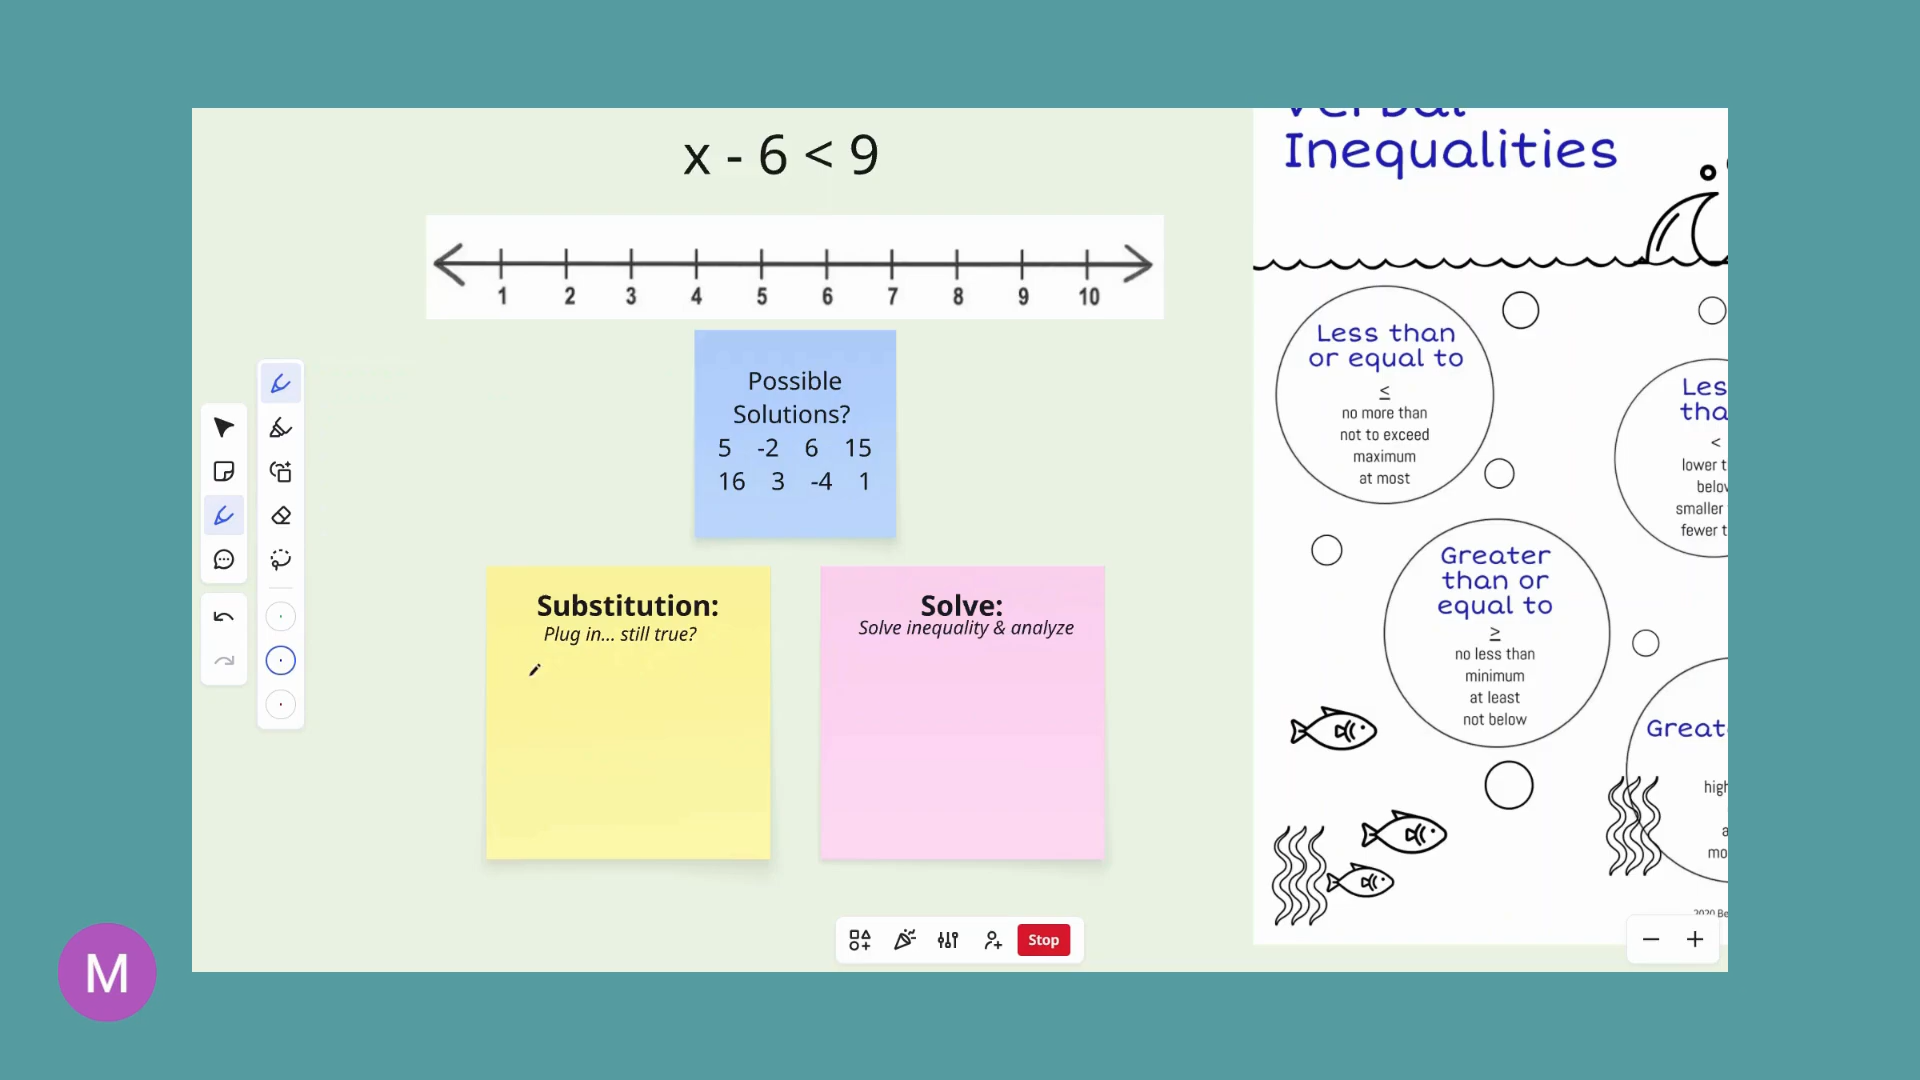 x - 6 < 9
1 2 3 4 5 6 7 8 9 10
Possible
Solutions?
5 -2 6 15
16 3 -4 1
Substitution:
Plug in... still true?
Solve:
Solve inequality & analyze
Verbal
Inequalities
Less than
or equal to
≤
no more than
not to exceed
maximum
at most
<
Greater
than or
equal to
≥
no less than
minimum
at least
not below
2020
Stop
M